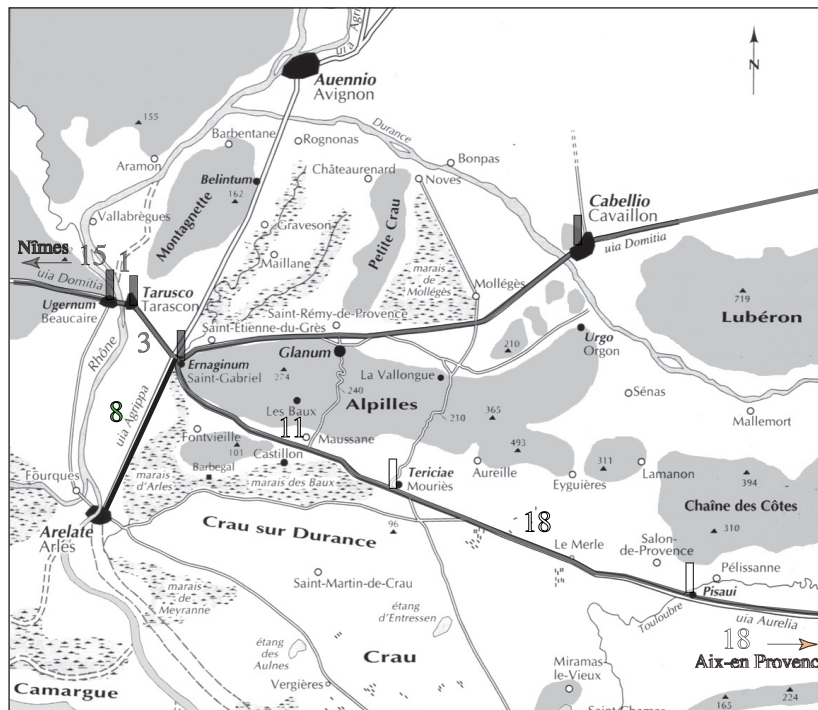 uia Agri
Auennio
Avignon
N
155
Barbentane
Rognonas
Durance
Aramon
Bonpas
Châteaurenard
Noves
Belintum
162
Montagnette
Vallabrègues
Graveson
Maillane
Petite Crau
marais
de
Mollégès
Mollégès
Cabellio
Cavaillon
uia Domitia
Nîmes
15
1
uia Domitia
Tarusco
Tarascon
Ugernum
Beaucaire
719
Lubéron
Saint-Rémy-de-Provence
Saint-Etienne-du-Grès
3
Rhône
Ernaginum
Saint-Gabriel
Glanum
274
240
La Vallongue
210
Urgo
Orgon
8
uia Agrippa
Les Baux
Alpilles
365
210
Sénas
Mallemort
11
Fontvieille
101
Maussane
Castillon
Barbegal
493
311
Aureille
Eyguières
Lamanon
394
Fourques
marais
d'Arles
marais des Baux
Tericiae
Mouriès
Chaîne des Côtes
310
Arelate
Arles
Crau sur Durance
96
18
Le Merle
Salon-
de-Provence
Pélissanne
Saint-Martin-de-Crau
Pisaui
marais
de
Meyranne
étang
d'Entressen
Touloubre
uia Aurelia
18
Aix-en Provenc
étang
des
Aulnes
Crau
Vergières
Miramas
le-Vieux
Camargue
165
224